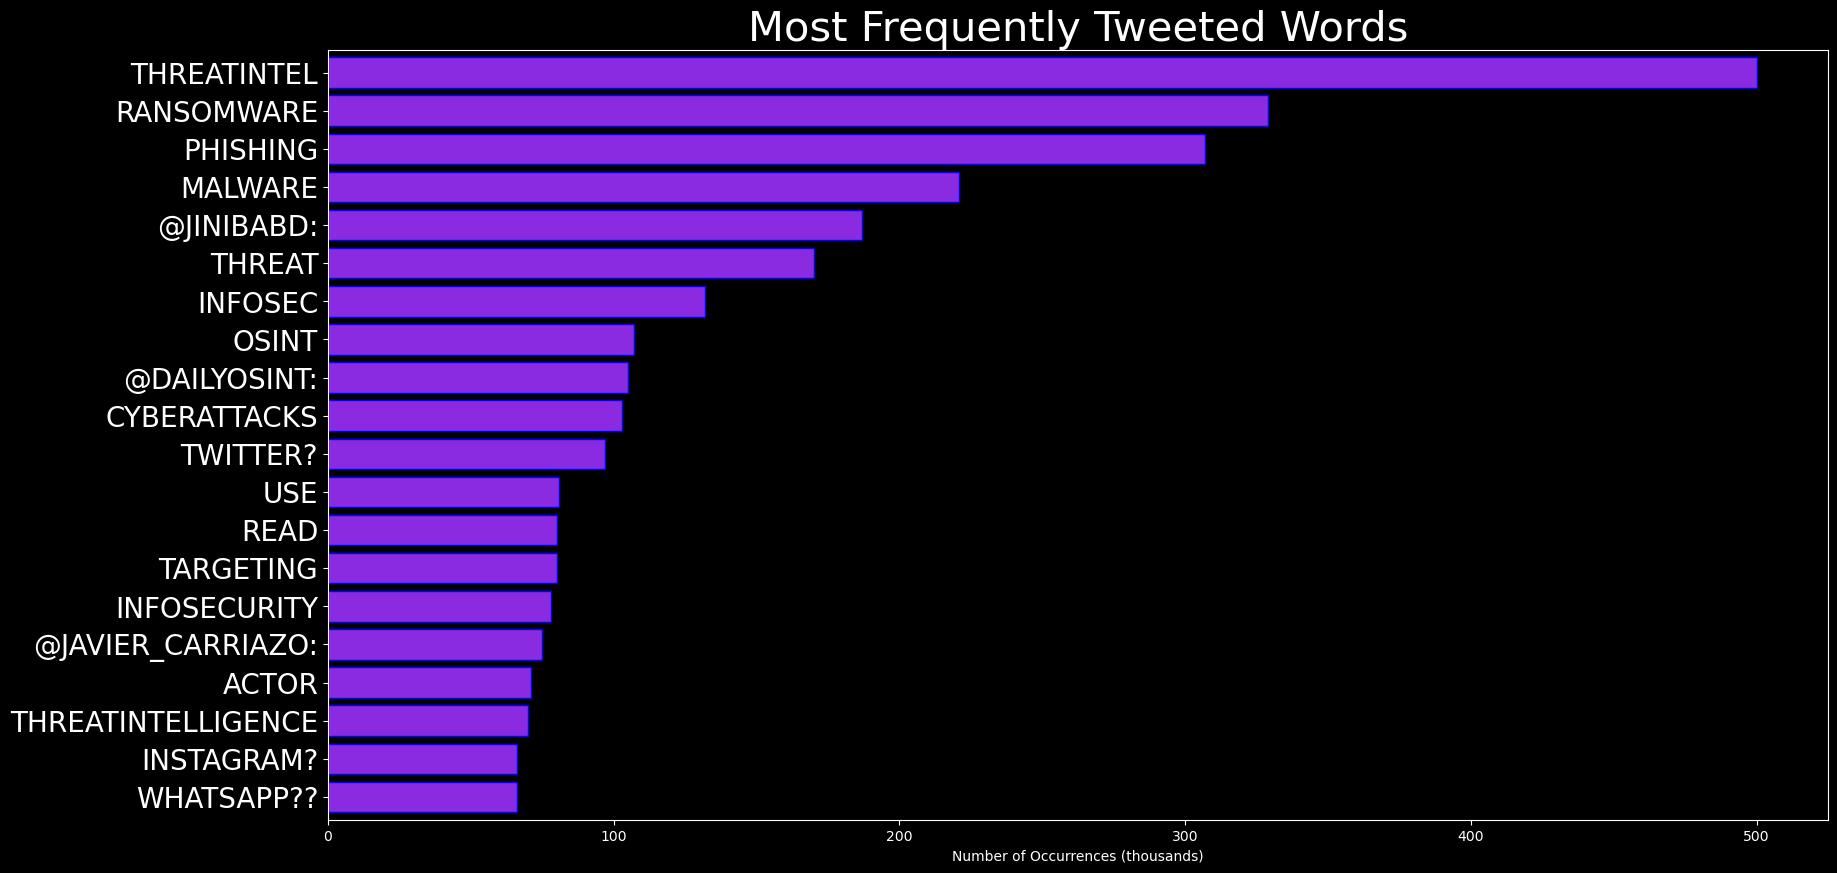 Most Frequently Tweeted Words
THREATINTEL
RANSOMWARE
PHISHING
MALWARE
@JINIBABD:
THREAT
INFOSEC
OSINT
@DAILYOSINT:
CYBERATTACKS
TWITTER?
USE
READ
TARGETING
INFOSECURITY
@JAVIER_CARRIAZO:
ACTOR
THREATINTELLIGENCE
INSTAGRAM?
WHATSAPP??
0 100 200 300 400 500
Number of Occurrences (thousands)